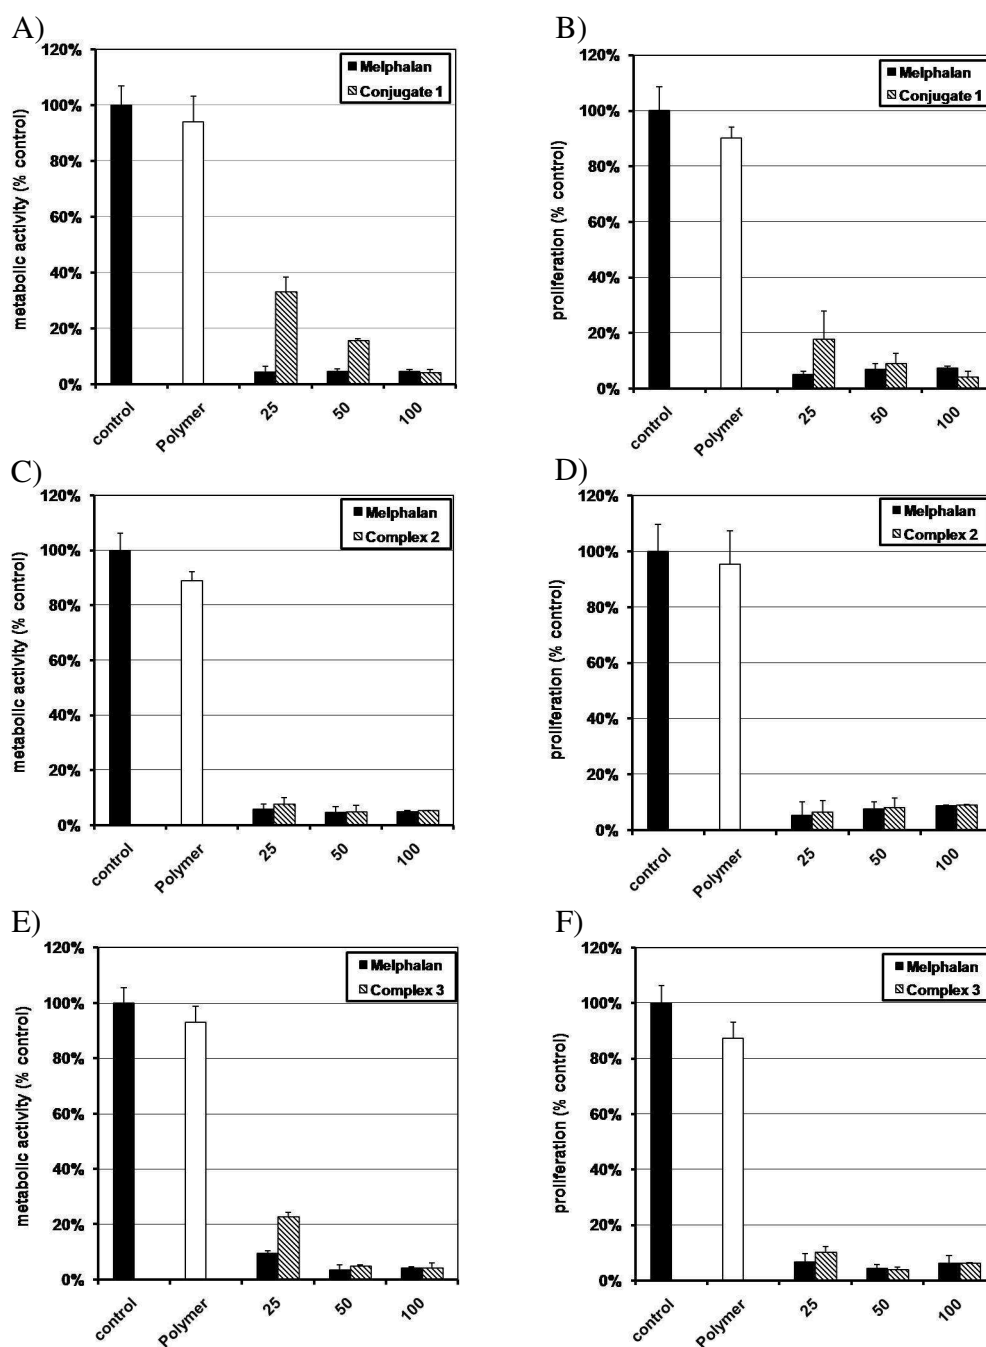 A)
120%
100%
80%
60%
40%
20%
0%
metabolic activity (% control)
Melphalan
Conjugate 1
control
Polymer
25
50
100
B)
120%
100%
80%
60%
40%
20%
0%
proliferation (% control)
Melphalan
Conjugate 1
control
Polymer
25
50
100
C)
120%
100%
80%
60%
40%
20%
0%
metabolic activity (% control)
Melphalan
Complex 2
control
Polymer
25
50
100
D)
120%
100%
80%
60%
40%
20%
0%
proliferation (% control)
Melphalan
Complex 2
control
Polymer
25
50
100
E)
120%
100%
80%
60%
40%
20%
0%
metabolic activity (% control)
Melphalan
Complex 3
control
Polymer
25
50
100
F)
120%
100%
80%
60%
40%
20%
0%
proliferation (% control)
Melphalan
Complex 3
control
Polymer
25
50
100